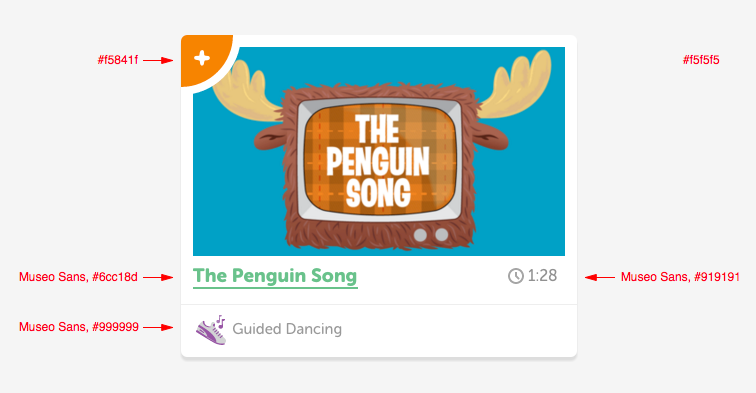 #f5841f
#f5f5f5
THE
PENGUIN
SONG
Museo Sans, #6cc18d
The Penguin Song
1:28
Museo Sans, #919191
Museo Sans, #999999
Guided Dancing